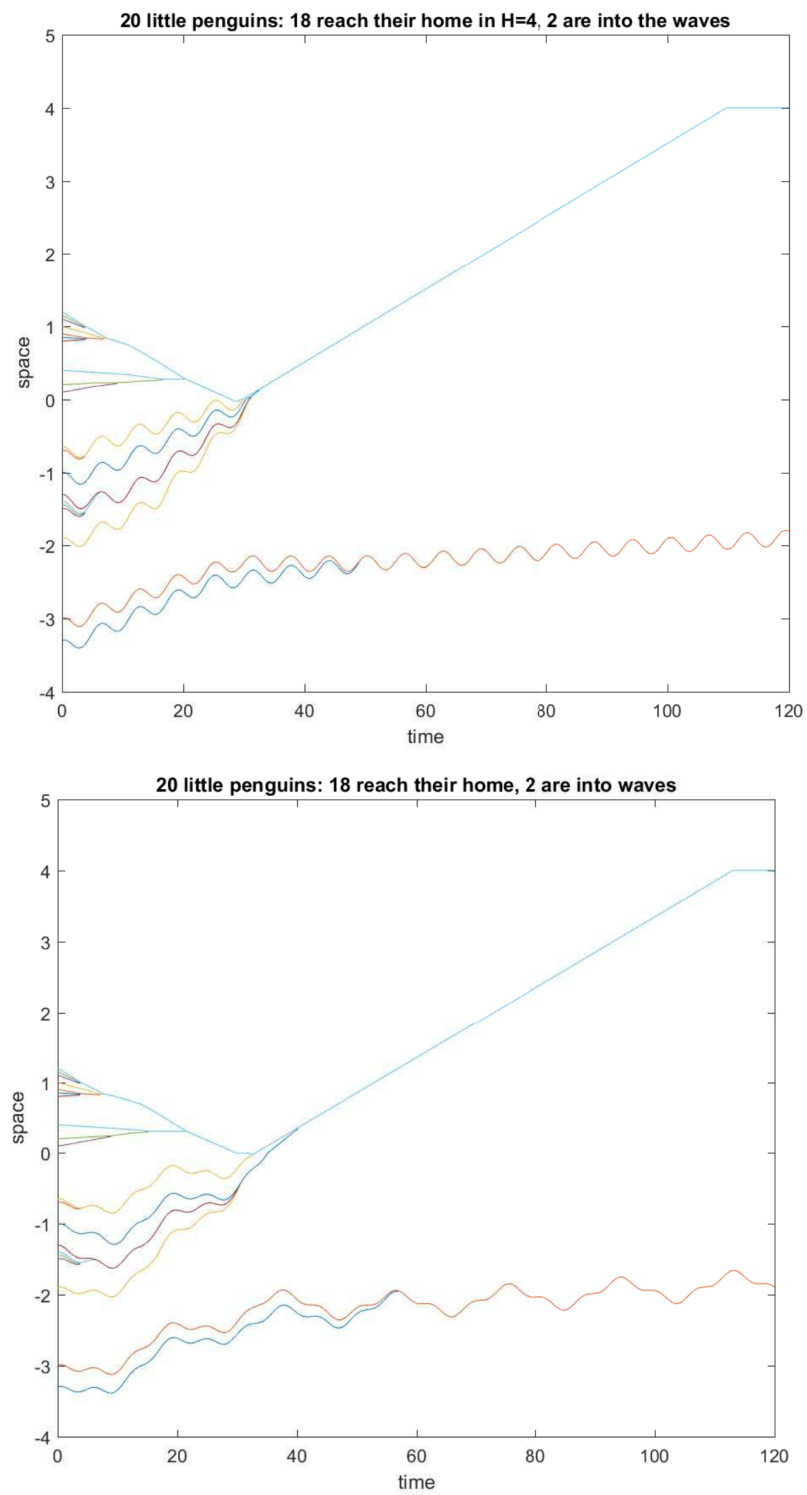 20 little penguins: 18 reach their home in H=4, 2 are into the waves
5
4
3
2
1
0
-1
-2
-3
-4
space
0 20 40 60 80 100 120
time
20 little penguins: 18 reach their home, 2 are into waves
5
4
3
2
1
0
-1
-2
-3
-4
space
0 20 40 60 80 100 120
time